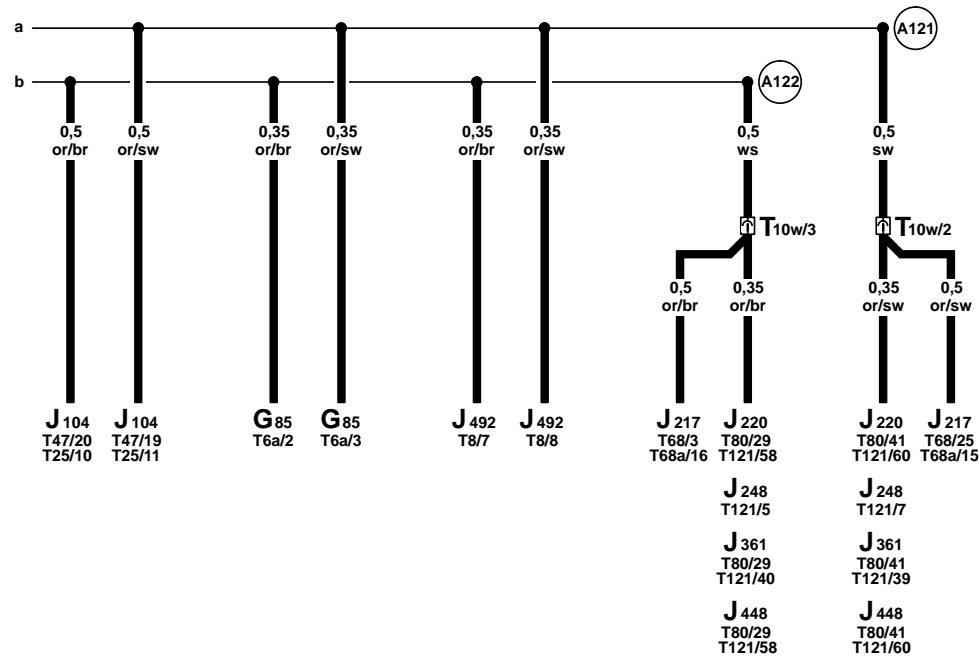 a
A121
b
A122
0,5 0,5 0,35 0,35 0,35 0,35 0,5 0,5
or/br or/sw or/br or/sw or/br or/sw ws sw
T10w/3 T10w/2
0,5 0,35 0,35 0,5
or/br or/br or/sw or/sw
J104 J104 G85 G85 J492 J492 J217 J220 J220 J217
T47/20 T47/19 T6a/2 T6a/3 T8/7 T8/8 T68/3 T80/29 T80/41 T68/25
T25/10 T25/11 T68a/16 T121/58 T121/60 T68a/15
J248 J248
T121/5 T121/7
J361 J361
T80/29 T80/41
T121/40 T121/39
J448 J448
T80/29 T80/41
T121/58 T121/60